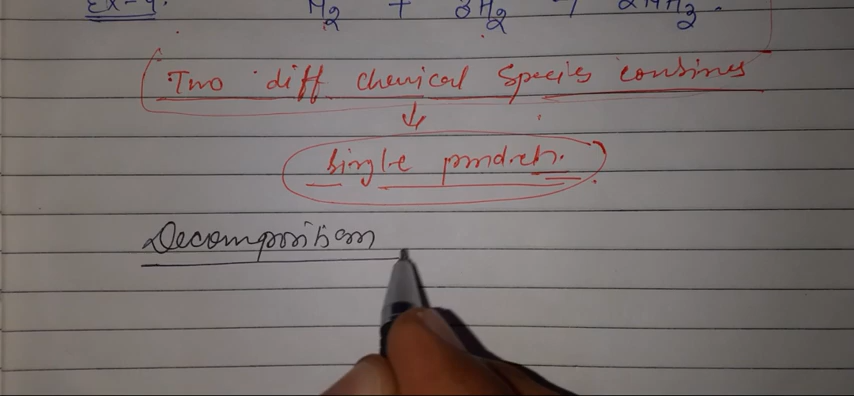 Ex-4. N2 + 3H2 → 2NH3.
Two diff chemical Species combines
↓
Single product.
Decomposition